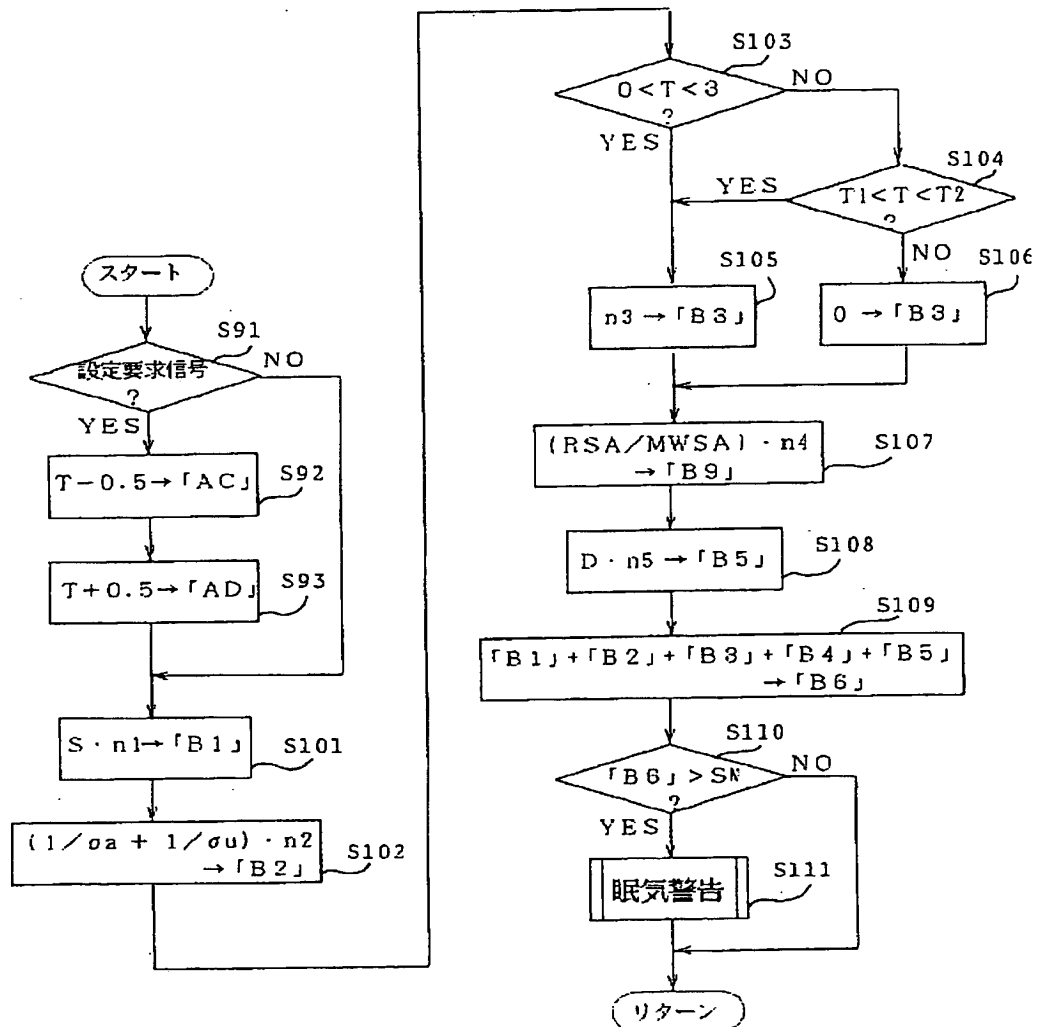 スタート
S91
設定要求信号
?
NO
YES
T-0.5→「AC」
S92
T+0.5→「AD」
S93
S・n1→「B1」
S101
(1/σa + 1/σu)・n2
→「B2」
S102
S103
0<T<3
?
NO
YES
S104
T1<T<T2
?
YES
NO
S105
n3→「B3」
S106
0→「B3」
(RSA/MWSA)・n4
→「B9」
S107
D・n5→「B5」
S108
S109
「B1」+「B2」+「B3」+「B4」+「B5」
→「B6」
S110
「B6」>SN
?
NO
YES
眠気警告
S111
リターン